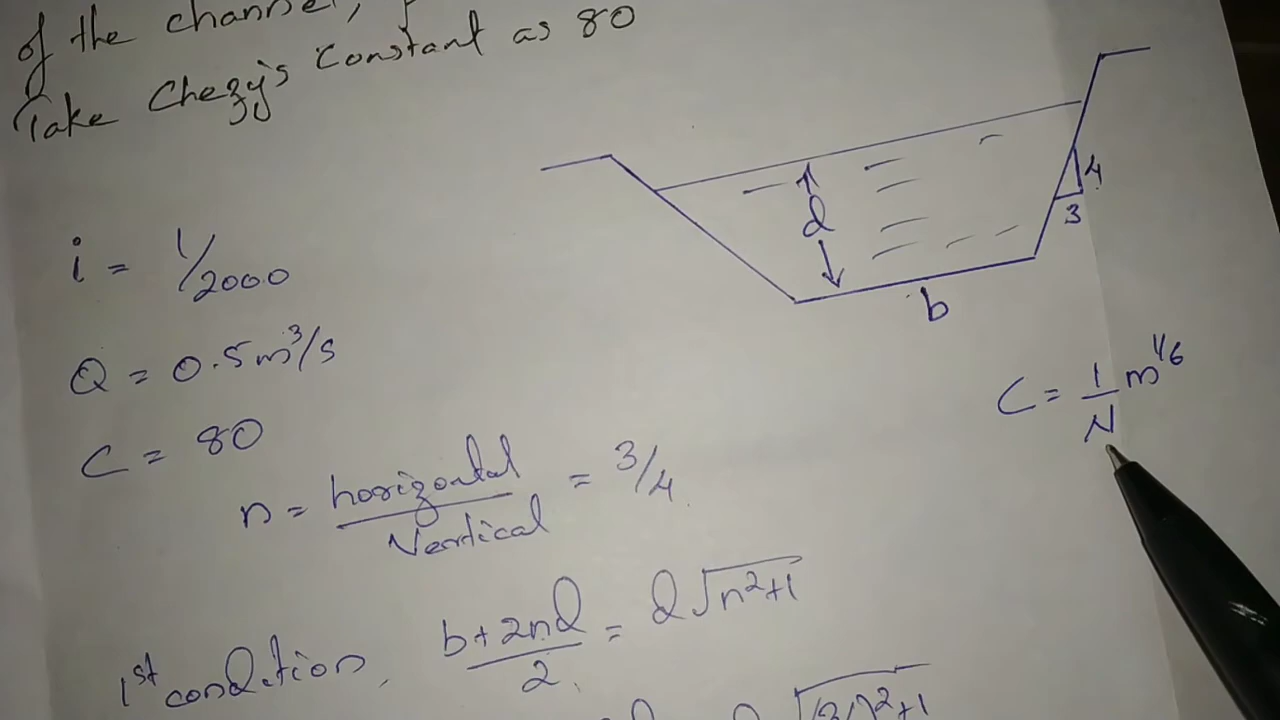 of the channel,
Take Chezy's Constant as 80
d
4
3
b
i = 1/2000
Q = 0.5 m³/s
C = 80
C = 1/N m^1/6
n = horizontal/Vertical = 3/4
1st condition, b+2nd/2 = d√n²+1